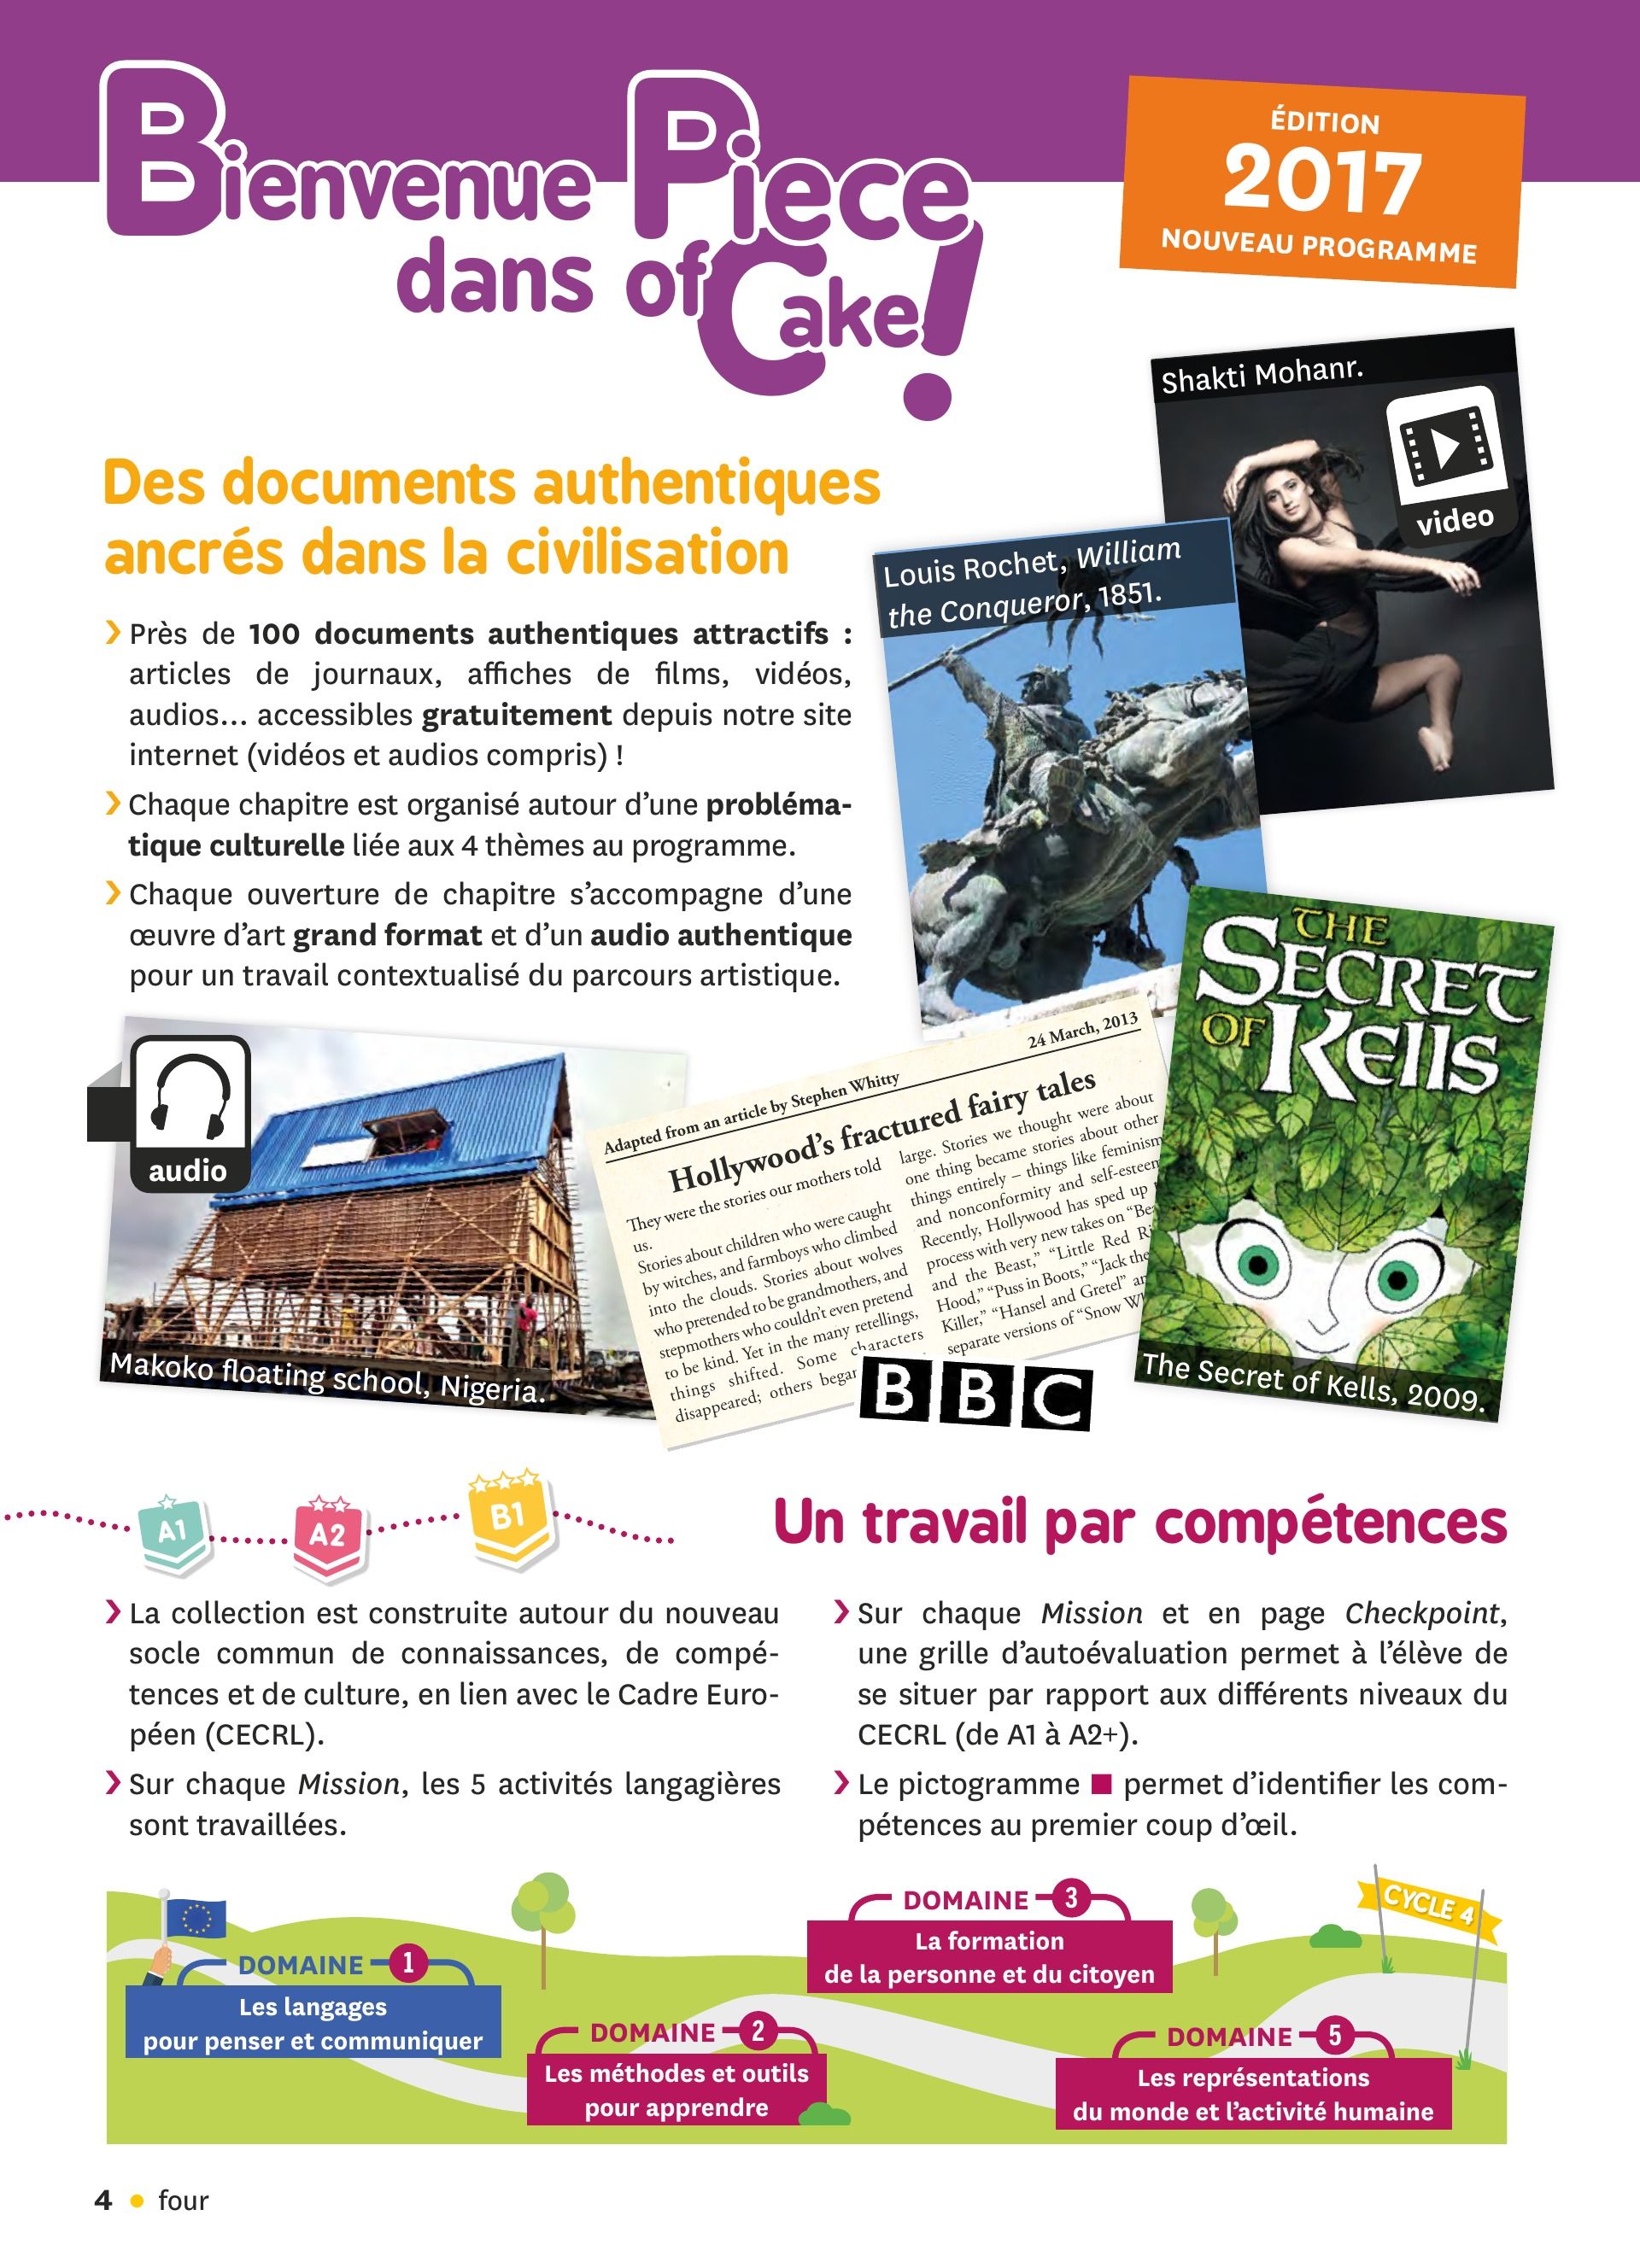 Bienvenue
dans
Piece
of Cake !
ÉDITION
2017
NOUVEAU PROGRAMME
Shakti Mohanr.
video
Des documents authentiques
ancrés dans la civilisation
Louis Rochet, William
the Conqueror, 1851.
› Près de 100 documents authentiques attractifs :
articles de journaux, affiches de films, vidéos,
audios... accessibles gratuitement depuis notre site
internet (vidéos et audios compris) !
› Chaque chapitre est organisé autour d’une probléma-
tique culturelle liée aux 4 thèmes au programme.
› Chaque ouverture de chapitre s’accompagne d’une
œuvre d’art grand format et d’un audio authentique
pour un travail contextualisé du parcours artistique.
audio
Makoko floating school, Nigeria.
24 March, 2013
Adapted from an article by Stephen Whitty
Hollywood’s fractured fairy tales
They were the stories our mothers told
us.
Stories about children who were caught
by witches, and farmboys who climbed
into the clouds. Stories about wolves
who pretended to be grandmothers, and
stepmothers who couldn’t even pretend
to be kind. Yet in the many retellings,
things shifted. Some characters
disappeared; others began
large. Stories we thought were about
one thing became stories about other
things entirely – things like feminism
and nonconformity and self-esteem
Recently, Hollywood has sped up
process with very new takes on “Be
and the Beast,” “Little Red Ri
Hood,” “Puss in Boots,” “Jack the
Killer,” “Hansel and Gretel” an
separate versions of “Snow W
BBC
THE
SECRET
OF Kells
The Secret of Kells, 2009.
A1
A2
B1
Un travail par compétences
› La collection est construite autour du nouveau
socle commun de connaissances, de compé-
tences et de culture, en lien avec le Cadre Euro-
péen (CECRL).
› Sur chaque Mission, les 5 activités langagières
sont travaillées.
› Sur chaque Mission et en page Checkpoint,
une grille d’autoévaluation permet à l’élève de
se situer par rapport aux différents niveaux du
CECRL (de A1 à A2+).
› Le pictogramme ■ permet d’identifier les com-
pétences au premier coup d’œil.
DOMAINE 1
Les langages
pour penser et communiquer
DOMAINE 2
Les méthodes et outils
pour apprendre
DOMAINE 3
La formation
de la personne et du citoyen
DOMAINE 5
Les représentations
du monde et l’activité humaine
CYCLE 4
4 • four